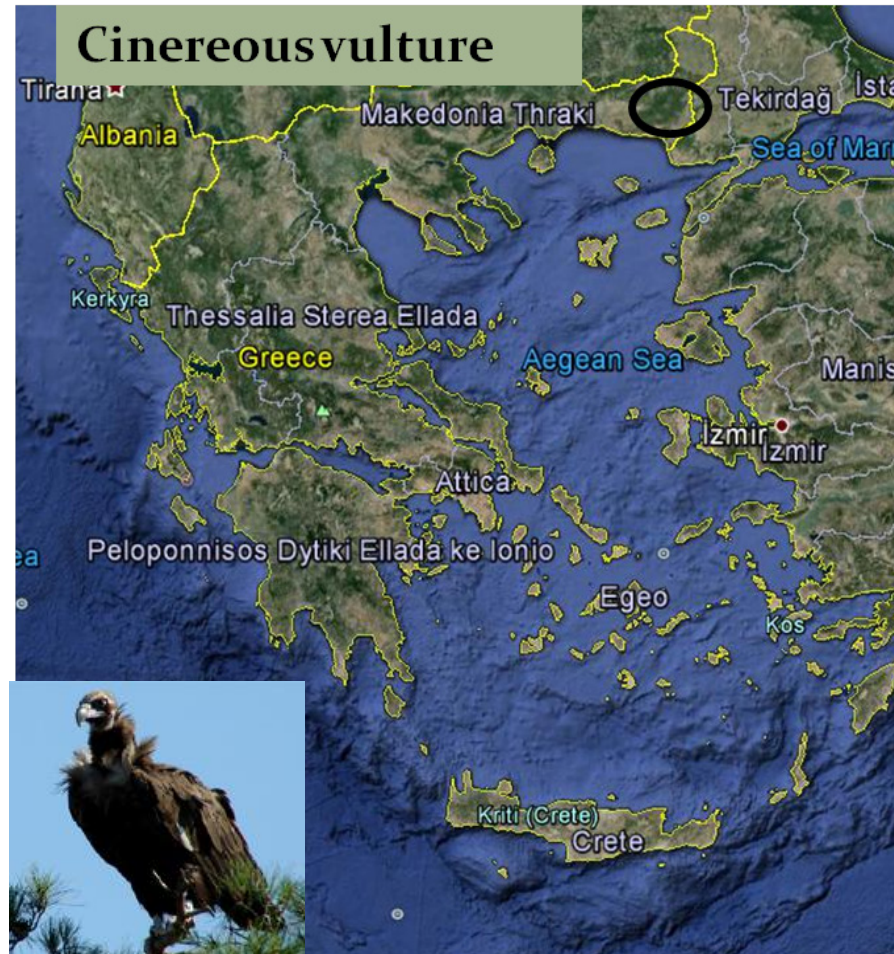 Cinereous vulture
Tirana
Albania
Makedonia Thraki
Tekirdağ
İsta
Sea of Mar
Kerkyra
Thessalia Sterea Ellada
Greece
Aegean Sea
Manis
İzmir
İzmir
Attica
Peloponnisos Dytiki Ellada ke Ionio
ea
Egeo
Kos
Kriti (Crete)
Crete